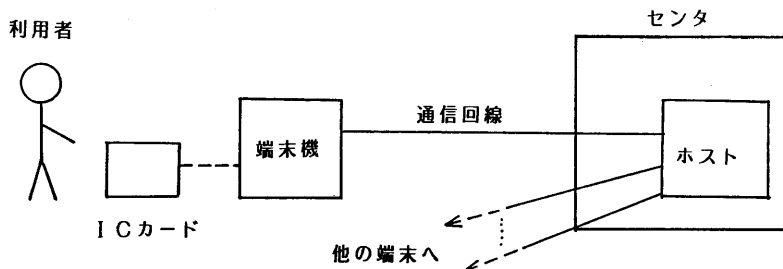 センタ
利用者
通信回線
端末機
ホスト
ICカード
他の端末へ